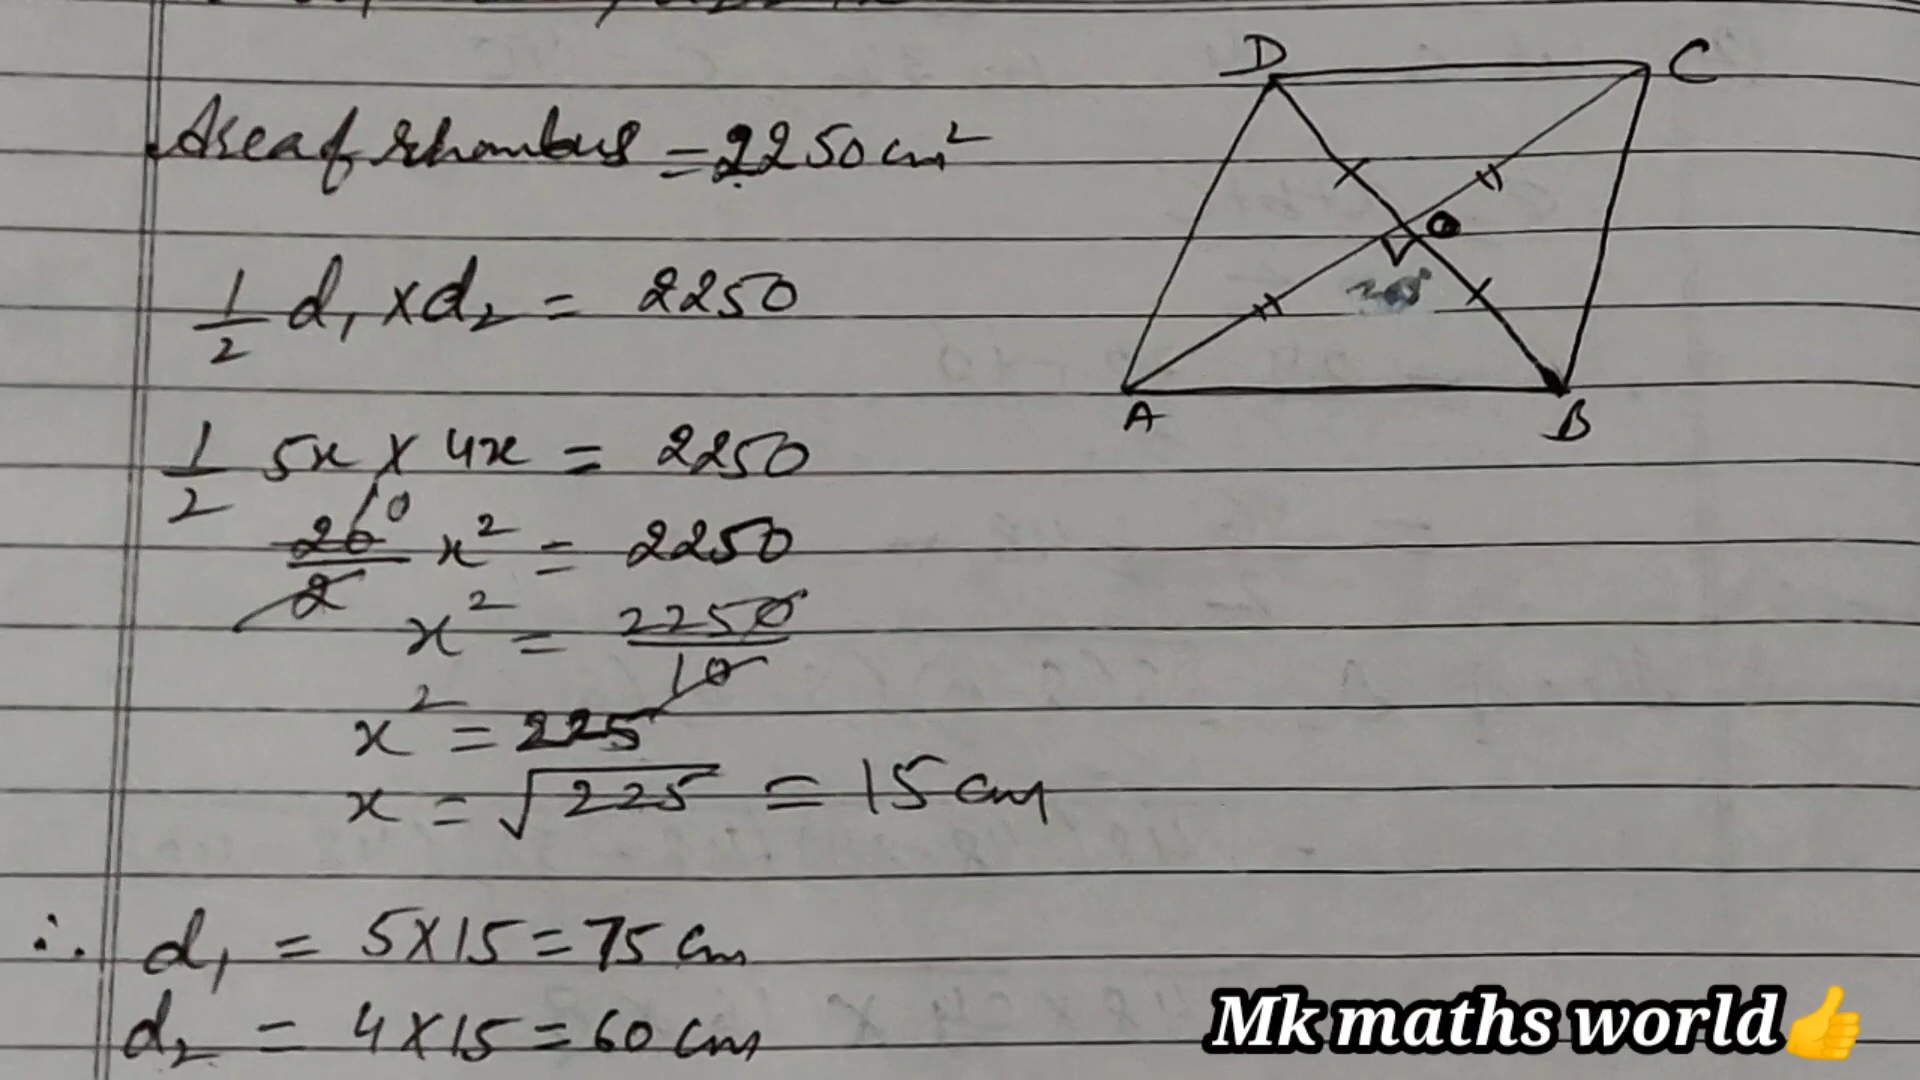 Area of rhombus = 2250 cm²
1/2 d₁ × d₂ = 2250
1/2 5x × 4x = 2250
20/2 10 x² = 2250
x² = 2250/10
x² = 225
x = √225 = 15 cm
∴ d₁ = 5×15 = 75 cm
d₂ = 4×15 = 60 cm
D C
O
A B
Mk maths world👍